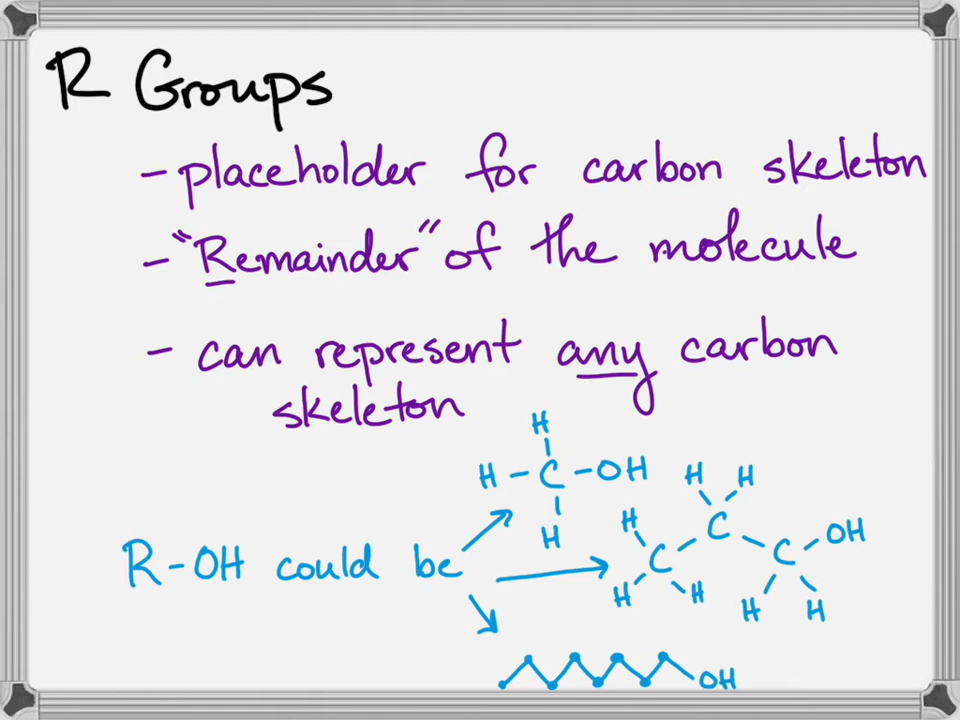 R Groups
- placeholder for carbon skeleton
- "Remainder" of the molecule
- can represent any carbon
skeleton
H
H - C - OH
H
H H
C
H
C
C
OH
H H
H H
R-OH could be
OH